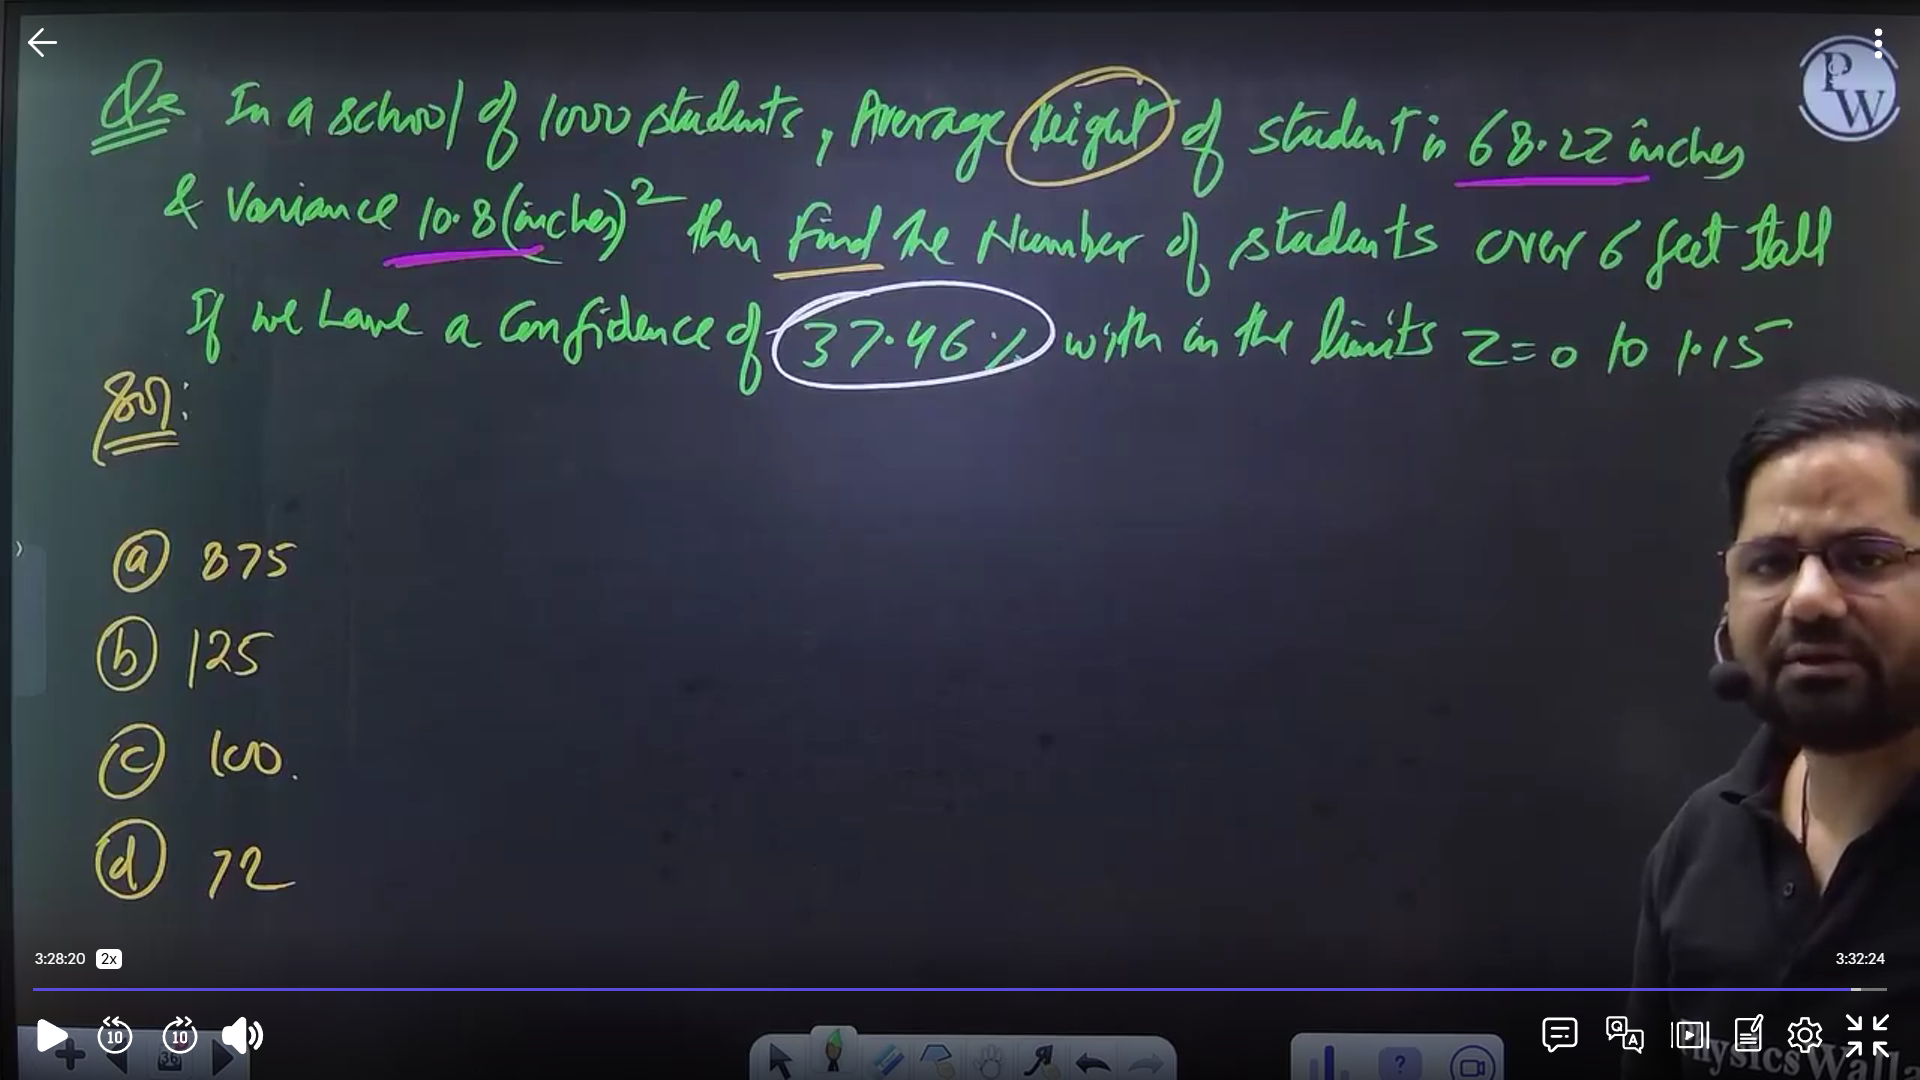 Qs In a school of 1000 students, Average Height of student is 68.22 inches
& Variance 10.8 (inches)² then Find the Number of students over 6 feet tall
If we have a Confidence of 37.46% with in the limits Z=0 to 1.15
Sol:
(a) 875
(b) 125
(c) 100.
(d) 72
PW
3:28:20 2x 3:32:24
10 10
36
Q A
?
Physics Walla